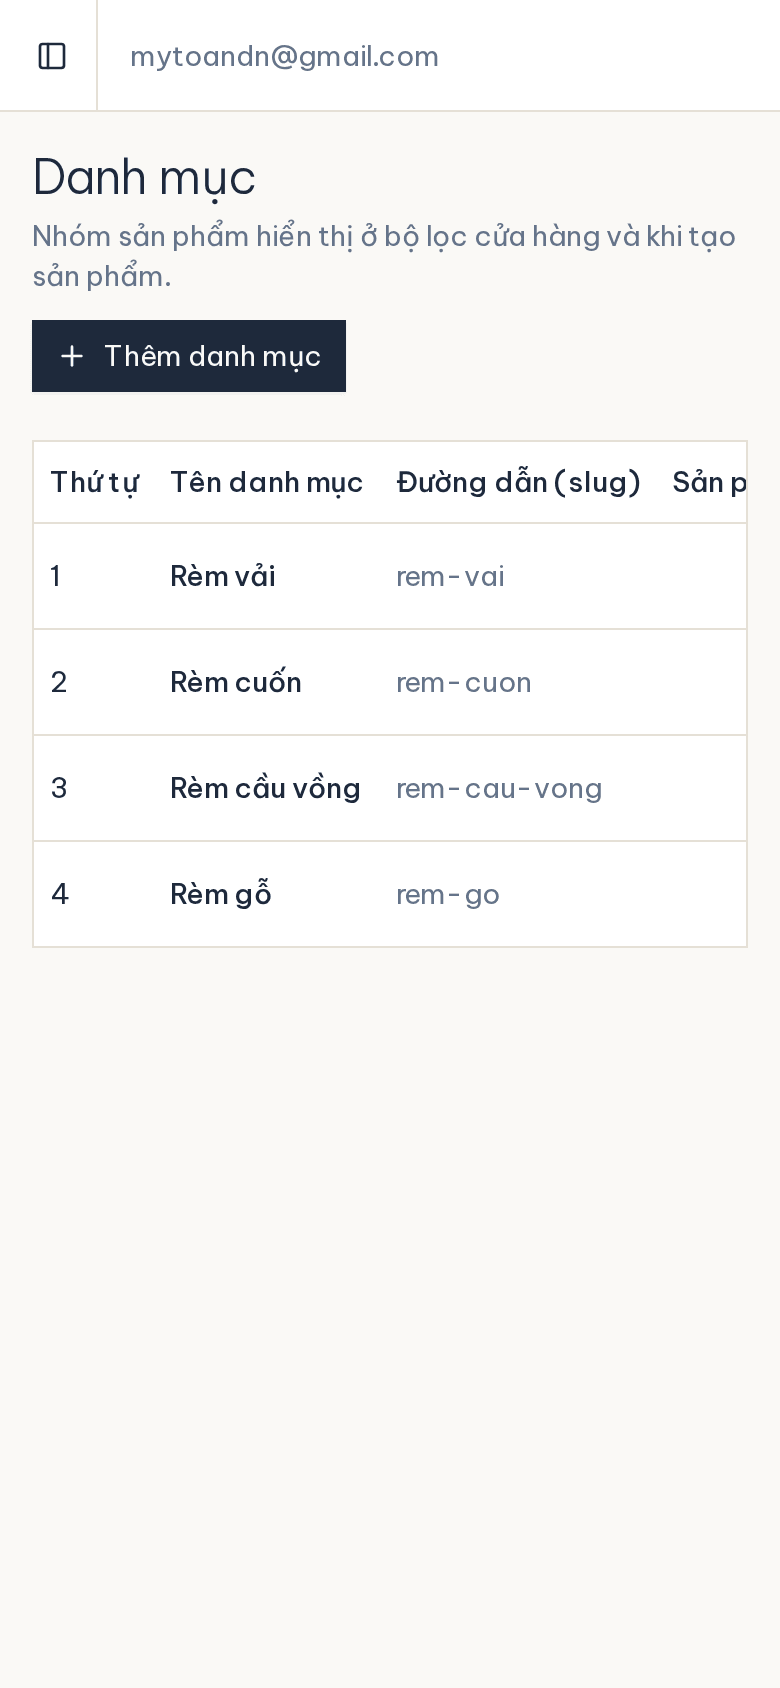 mytoandn@gmail.com
Danh mục
Nhóm sản phẩm hiển thị ở bộ lọc cửa hàng và khi tạo
sản phẩm.
Thêm danh mục
Thứ tự Tên danh mục Đường dẫn (slug) Sản p
1 Rèm vải rem-vai
2 Rèm cuốn rem-cuon
3 Rèm cầu vồng rem-cau-vong
4 Rèm gỗ rem-go